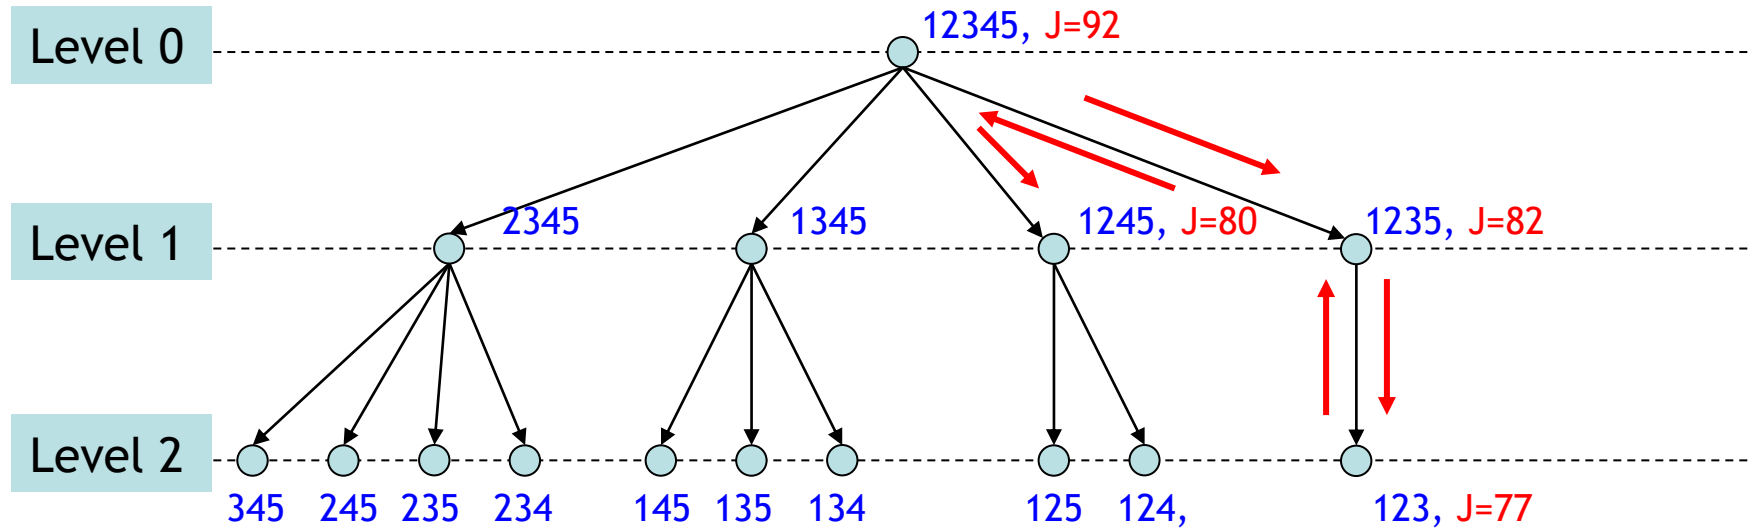 12345, J=92
Level 0
2345 1345 1245, J=80 1235, J=82
Level 1
Level 2
345 245 235 234 145 135 134 125 124, 123, J=77